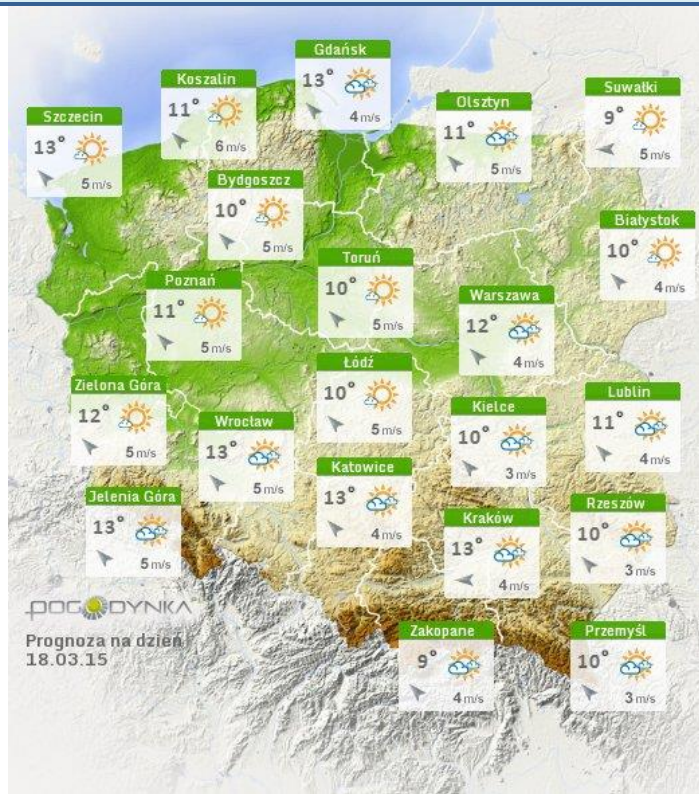 Gdańsk
13°
4 m/s
Koszalin
11°
6 m/s
Szczecin
13°
5 m/s
Olsztyn
11°
5 m/s
Suwałki
9°
5 m/s
Bydgoszcz
10°
5 m/s
Białystok
10°
4 m/s
Toruń
10°
5 m/s
Poznań
11°
5 m/s
Warszawa
12°
4 m/s
Łódź
10°
5 m/s
Zielona Góra
12°
5 m/s
Wrocław
13°
5 m/s
Kielce
10°
3 m/s
Lublin
11°
4 m/s
Katowice
13°
4 m/s
Jelenia Góra
13°
5 m/s
Kraków
13°
4 m/s
Rzeszów
10°
3 m/s
POGODYNKA
Prognoza na dzień
18.03.15
Zakopane
9°
4 m/s
Przemyśl
10°
3 m/s